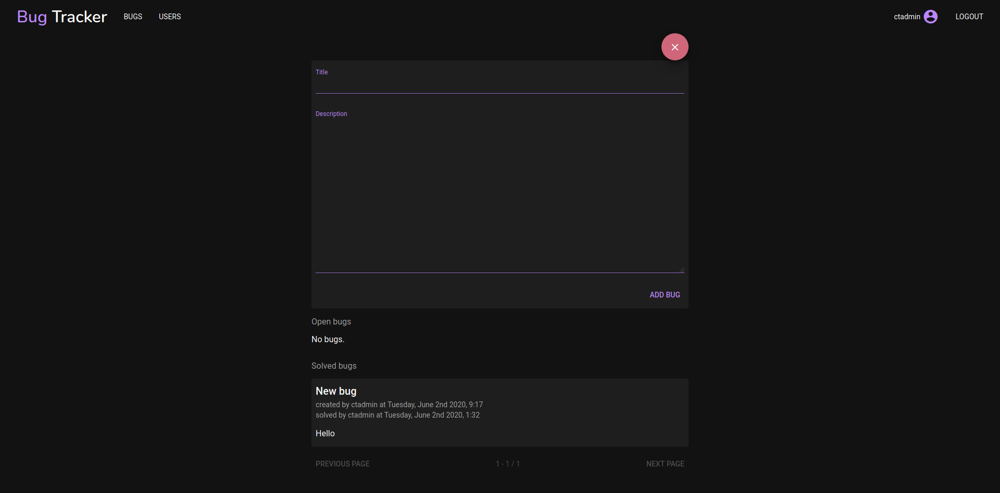 Bug Tracker BUGS USERS ctadmin LOGOUT
Title
Description
ADD BUG
Open bugs
No bugs.
Solved bugs
New bug
created by ctadmin at Tuesday, June 2nd 2020, 9:17
solved by ctadmin at Tuesday, June 2nd 2020, 1:32
Hello
PREVIOUS PAGE 1 - 1 / 1 NEXT PAGE